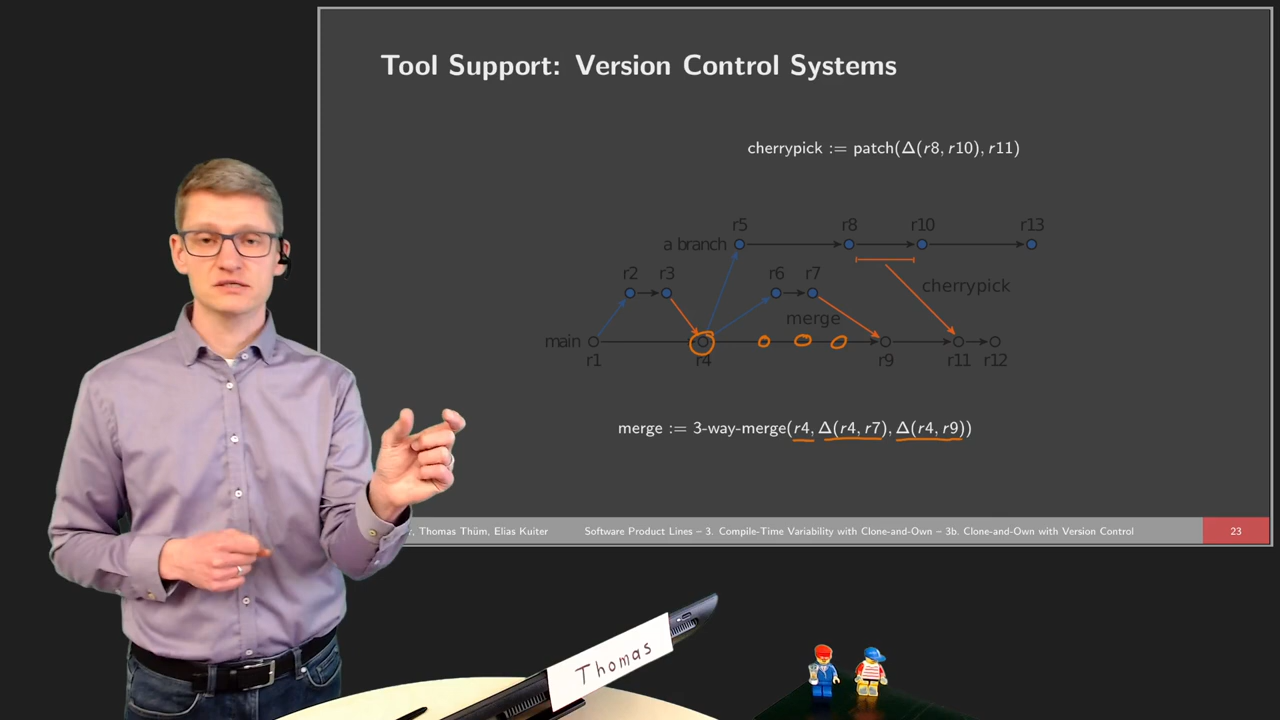 Tool Support: Version Control Systems
cherrypick := patch(Δ(r8, r10), r11)
r5 r8 r10 r13
a branch
r2 r3 r6 r7
cherrypick
merge
main
r1 r4 r9 r11 r12
merge := 3-way-merge(r4, Δ(r4, r7), Δ(r4, r9))
, Thomas Thüm, Elias Kuiter Software Product Lines – 3. Compile-Time Variability with Clone-and-Own – 3b. Clone-and-Own with Version Control 23
Thomas